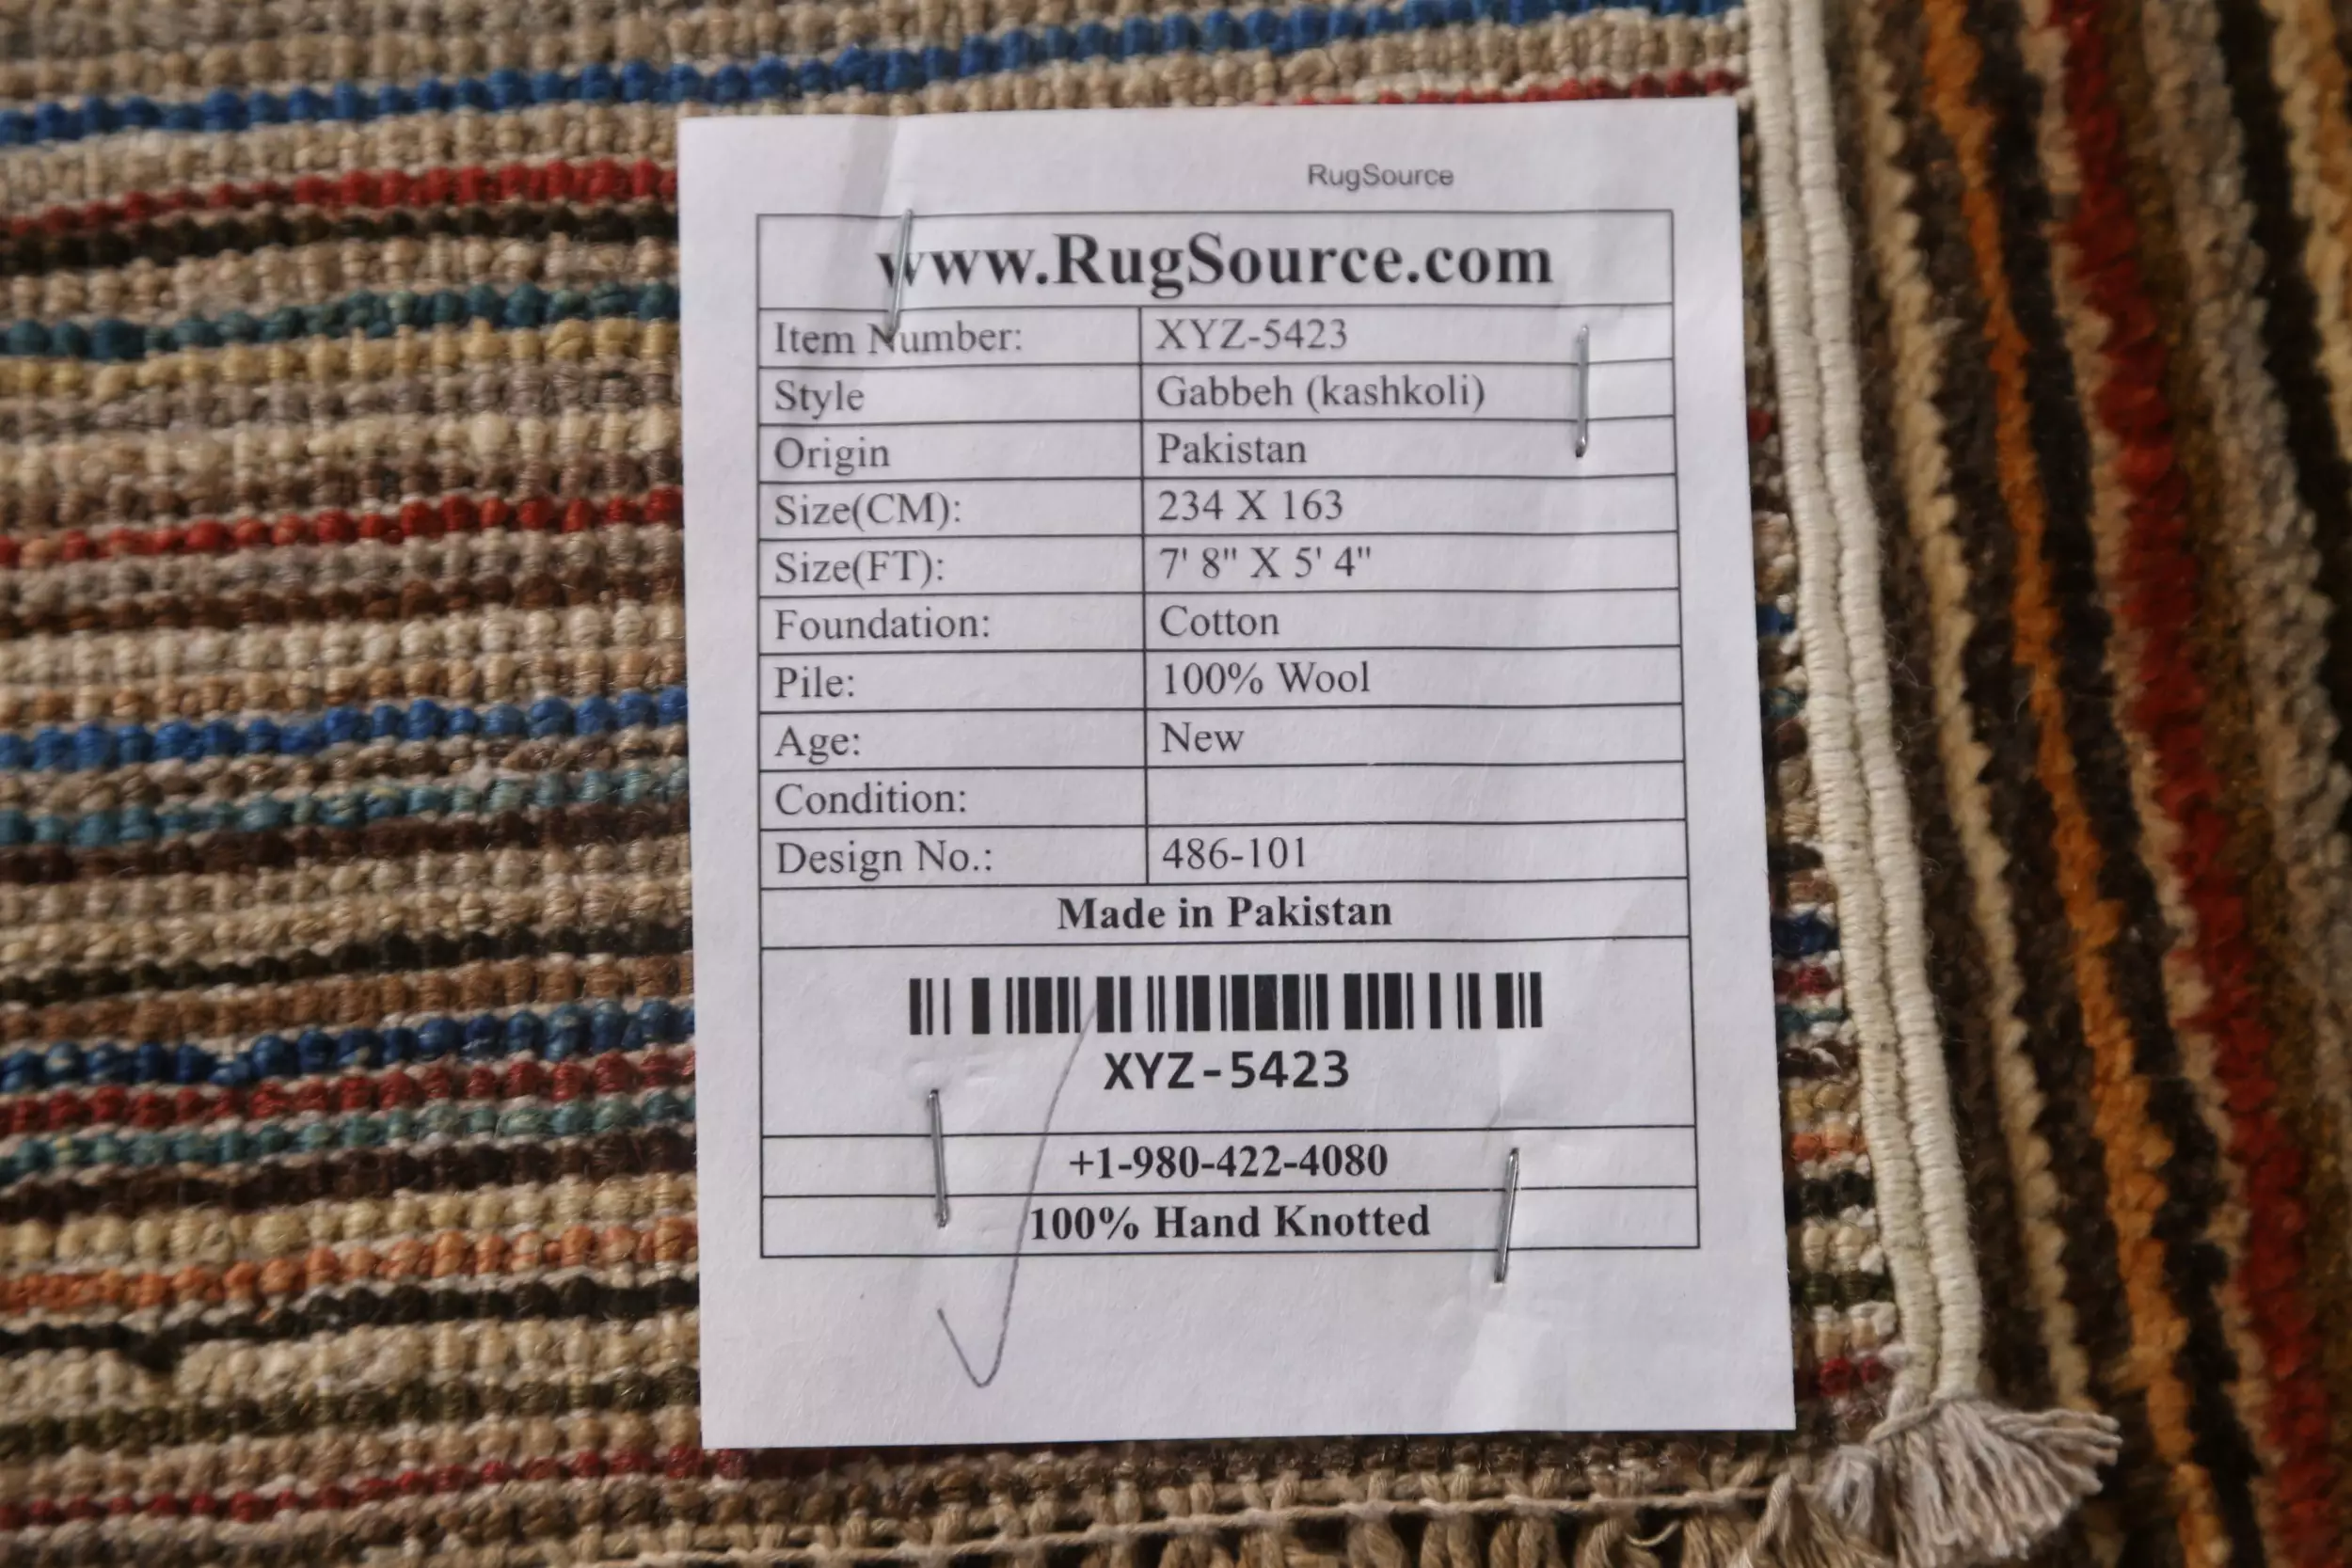 RugSource
www.RugSource.com
Item Number: XYZ-5423
Style Gabbeh (kashkoli)
Origin Pakistan
Size(CM): 234 X 163
Size(FT): 7' 8" X 5' 4"
Foundation: Cotton
Pile: 100% Wool
Age: New
Condition:
Design No.: 486-101
Made in Pakistan
XYZ-5423
+1-980-422-4080
100% Hand Knotted